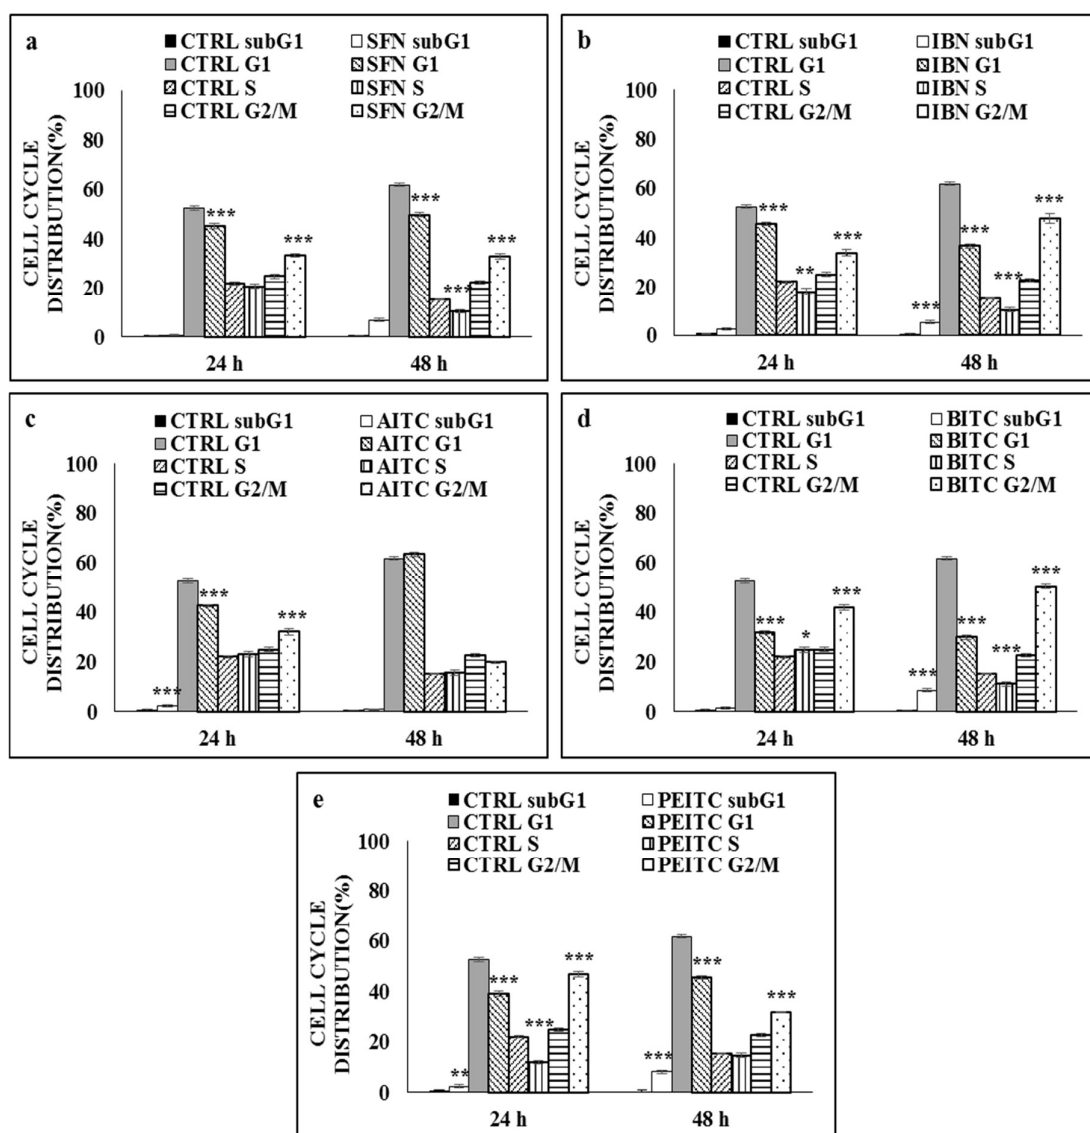 a
CTRL subG1 SFN subG1
CTRL G1 SFN G1
CTRL S SFN S
CTRL G2/M SFN G2/M
CELL CYCLE
DISTRIBUTION(%)
100
80
60
40
20
0
***
***
***
***
***
24 h 48 h
b
CTRL subG1 IBN subG1
CTRL G1 IBN G1
CTRL S IBN S
CTRL G2/M IBN G2/M
CELL CYCLE
DISTRIBUTION(%)
100
80
60
40
20
0
***
**
***
***
***
***
***
24 h 48 h
c
CTRL subG1 AITC subG1
CTRL G1 AITC G1
CTRL S AITC S
CTRL G2/M AITC G2/M
CELL CYCLE
DISTRIBUTION(%)
100
80
60
40
20
0
***
***
***
24 h 48 h
d
CTRL subG1 BITC subG1
CTRL G1 BITC G1
CTRL S BITC S
CTRL G2/M BITC G2/M
CELL CYCLE
DISTRIBUTION(%)
100
80
60
40
20
0
***
*
***
***
***
***
***
24 h 48 h
e
CTRL subG1 PEITC subG1
CTRL G1 PEITC G1
CTRL S PEITC S
CTRL G2/M PEITC G2/M
CELL CYCLE
DISTRIBUTION(%)
100
80
60
40
20
0
**
***
***
***
***
***
***
24 h 48 h